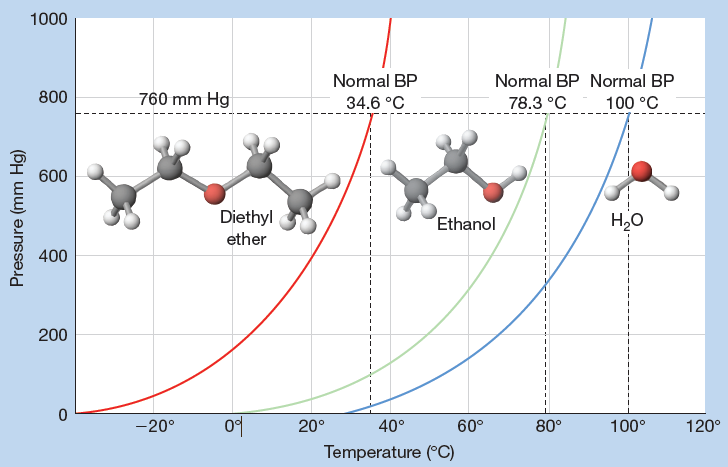 1000
800
600
400
200
0
Pressure (mm Hg)
760 mm Hg
Normal BP
34.6 °C
Normal BP
78.3 °C
Normal BP
100 °C
Diethyl
ether
Ethanol
H₂O
−20°
0°
20°
40°
60°
80°
100°
120°
Temperature (°C)